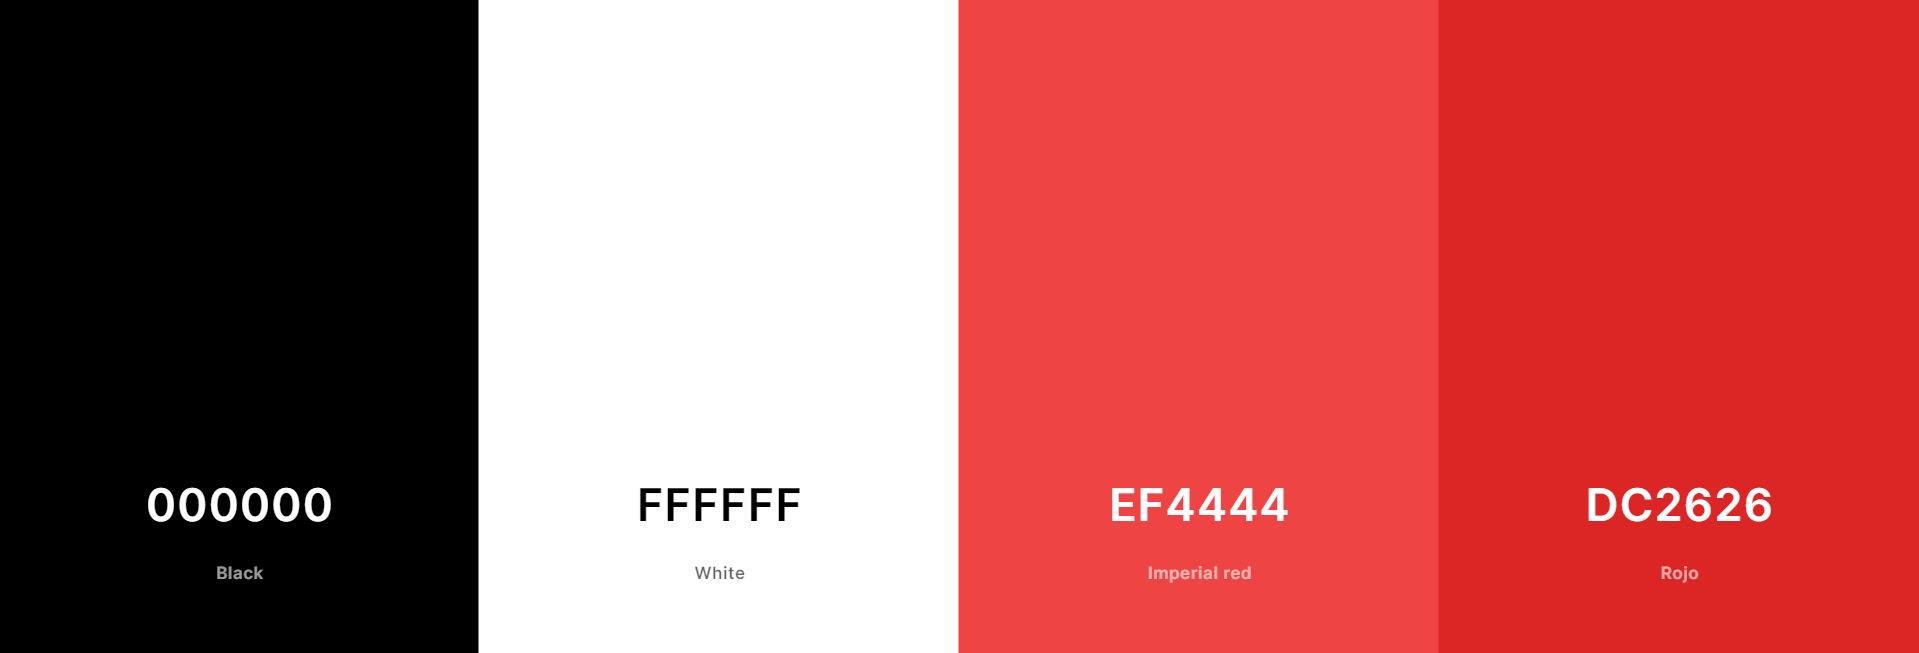 000000
Black
FFFFFF
White
EF4444
Imperial red
DC2626
Rojo